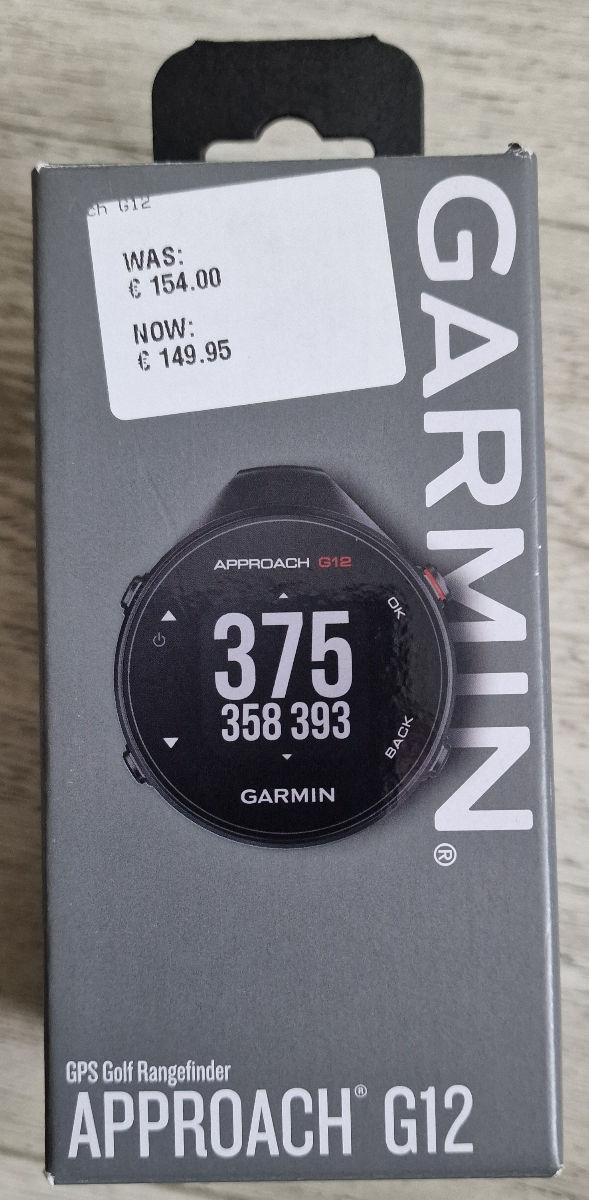 G12
WAS:
€ 154.00
NOW:
€ 149.95
GARMIN®
APPROACH G12
OK
375
358 393
BACK
GARMIN
GPS Golf Rangefinder
APPROACH® G12